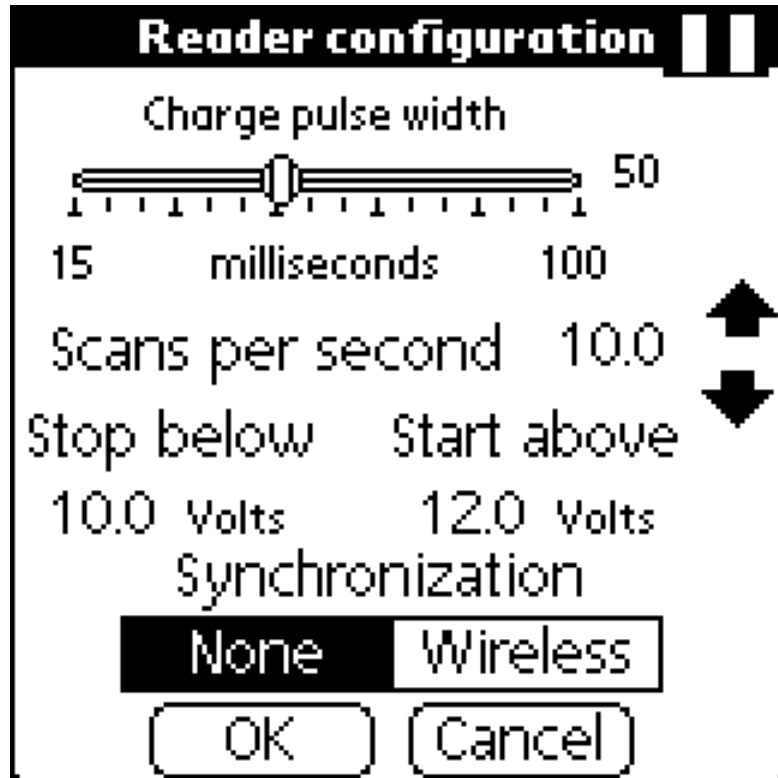 Reader configuration
Charge pulse width
50
15 milliseconds 100
Scans per second 10.0
Stop below Start above
10.0 Volts 12.0 Volts
Synchronization
None Wireless
OK Cancel